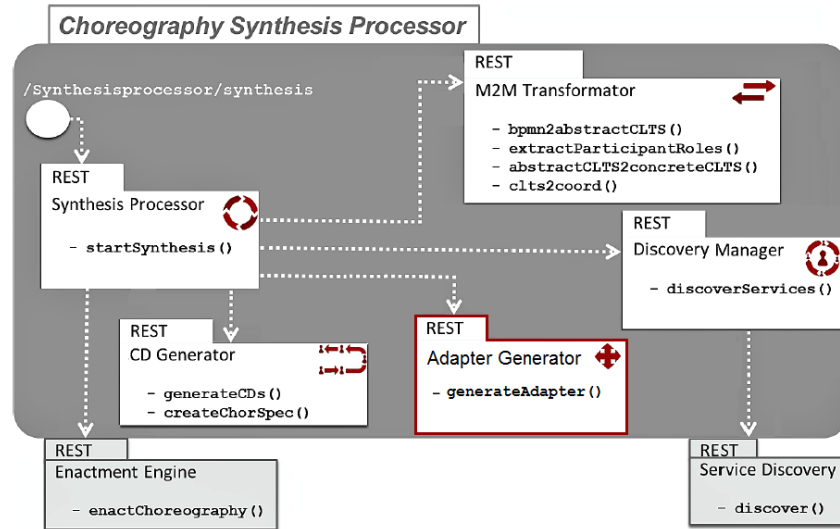 Choreography Synthesis Processor
/Synthesisprocessor/synthesis
REST
M2M Transformator
- bpmn2abstractCLTS()
- extractParticipantRoles()
- abstractCLTS2concreteCLTS()
- clts2coord()
REST
Synthesis Processor
- startSynthesis()
REST
Discovery Manager
- discoverServices()
REST
CD Generator
- generateCDs()
- createChorSpec()
REST
Adapter Generator
- generateAdapter()
REST
Enactment Engine
- enactChoreography()
REST
Service Discovery
- discover()